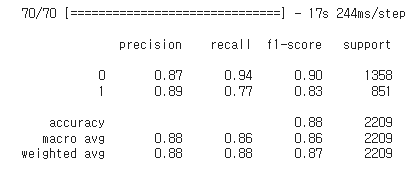 70/70 [==============================] - 17s 244ms/step
precision recall f1-score support
0 0.87 0.94 0.90 1358
1 0.89 0.77 0.83 851
accuracy 0.88 2209
macro avg 0.88 0.86 0.86 2209
weighted avg 0.88 0.88 0.87 2209